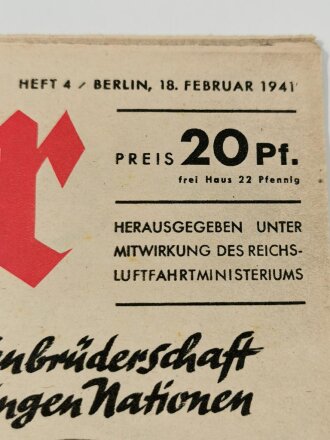 HEFT 4 / BERLIN, 18. FEBRUAR 1941
r
PREIS 20 Pf.
frei Haus 22 Pfennig
HERAUSGEGEBEN UNTER
MITWIRKUNG DES REICHS-
LUFTFAHRTMINISTERIUMS
nbrüderschaft
ngen Nationen